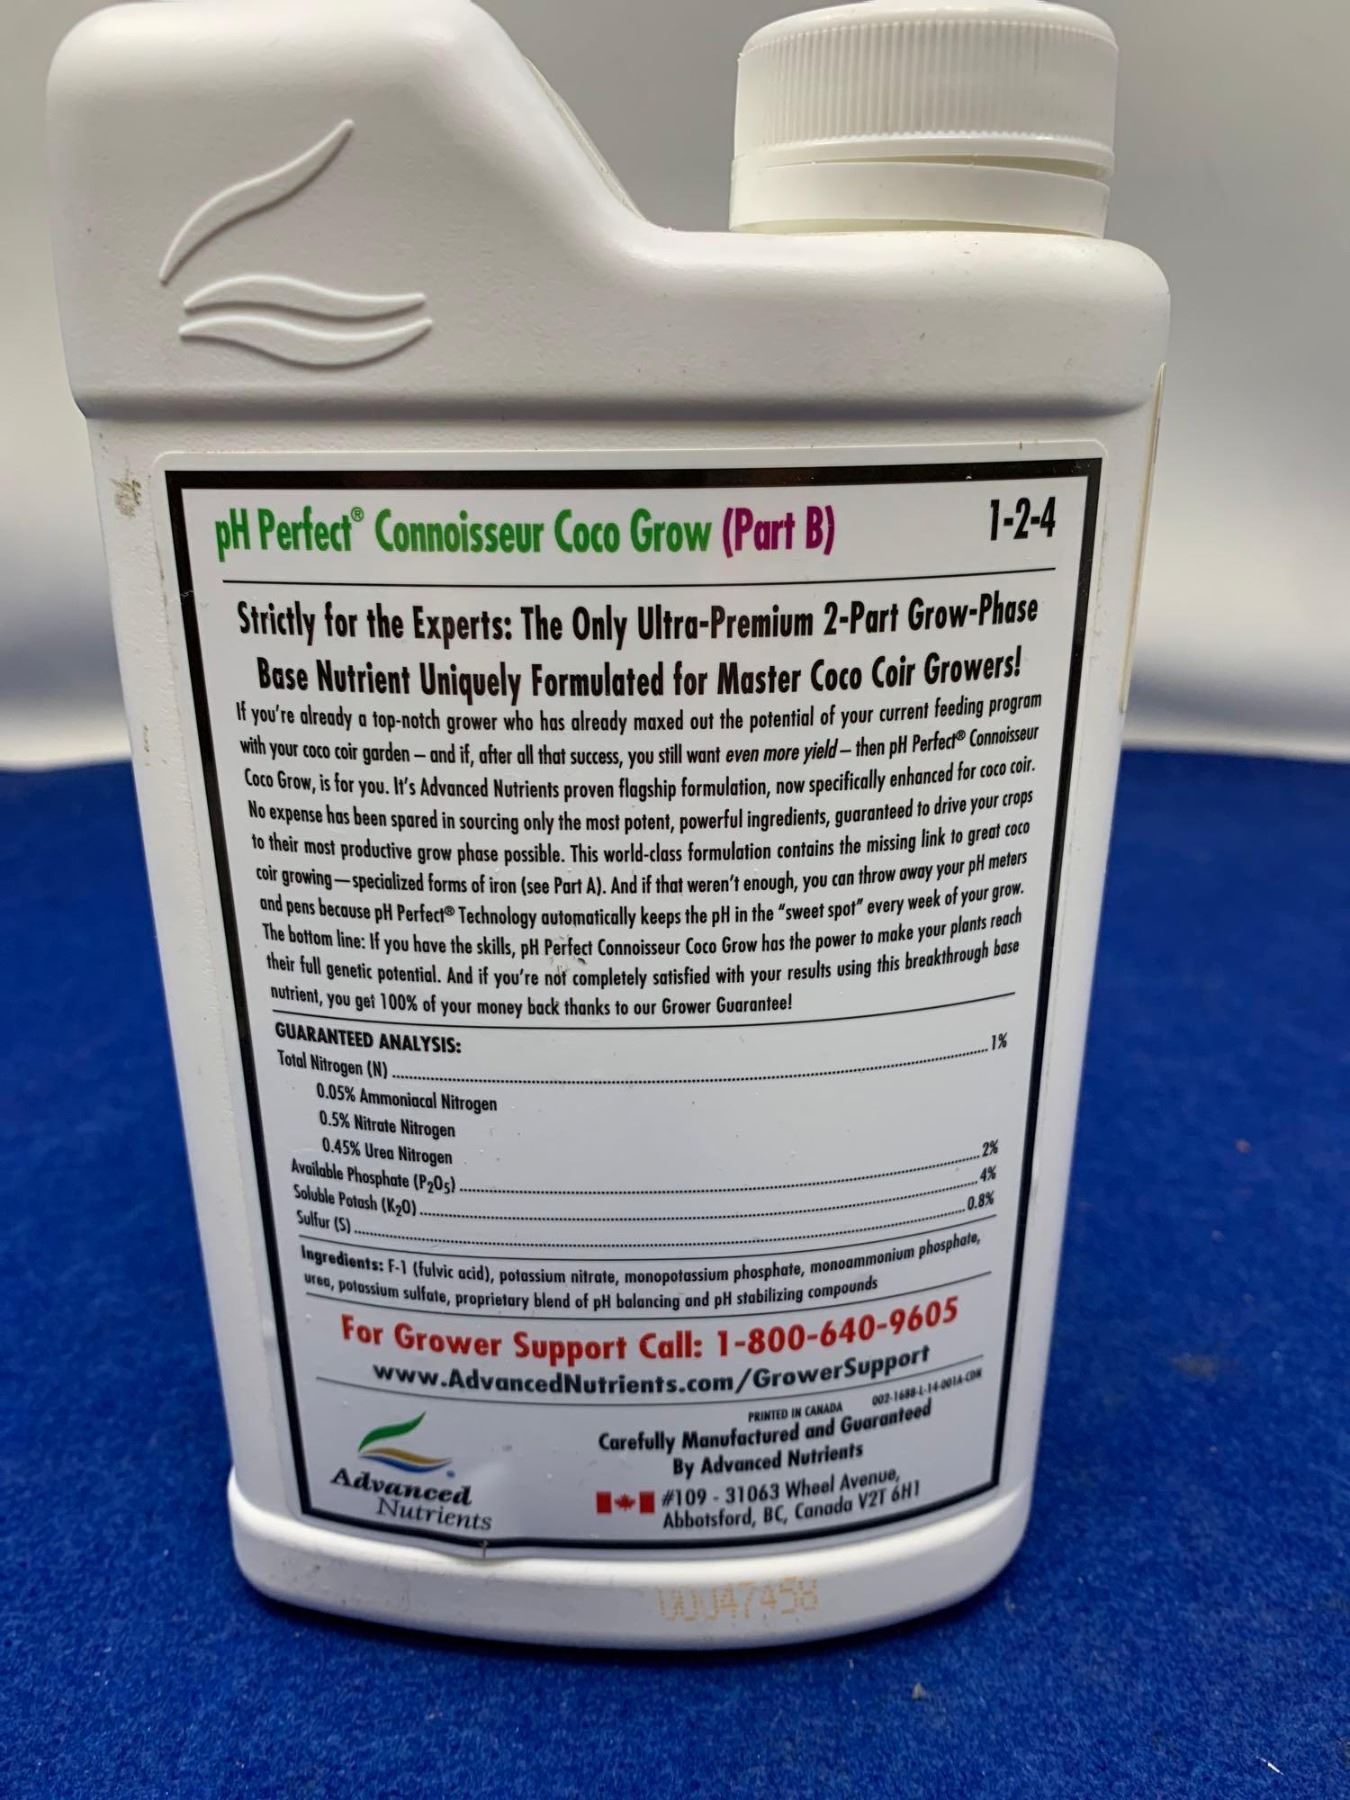 pH Perfect® Connoisseur Coco Grow (Part B) 1-2-4
Strictly for the Experts: The Only Ultra-Premium 2-Part Grow-Phase
Base Nutrient Uniquely Formulated for Master Coco Coir Growers!
If you're already a top-notch grower who has already maxed out the potential of your current feeding program
with your coco coir garden – and if, after all that success, you still want even more yield – then pH Perfect® Connoisseur
Coco Grow, is for you. It's Advanced Nutrients proven flagship formulation, now specifically enhanced for coco coir.
No expense has been spared in sourcing only the most potent, powerful ingredients, guaranteed to drive your crops
to their most productive grow phase possible. This world-class formulation contains the missing link to great coco
coir growing—specialized forms of iron (see Part A). And if that weren't enough, you can throw away your pH meters
and pens because pH Perfect® Technology automatically keeps the pH in the "sweet spot" every week of your grow.
The bottom line: If you have the skills, pH Perfect Connoisseur Coco Grow has the power to make your plants reach
their full genetic potential. And if you're not completely satisfied with your results using this breakthrough base
nutrient, you get 100% of your money back thanks to our Grower Guarantee!
GUARANTEED ANALYSIS:
Total Nitrogen (N) 1%
0.05% Ammoniacal Nitrogen
0.5% Nitrate Nitrogen
0.45% Urea Nitrogen
Available Phosphate (P2O5) 2%
Soluble Potash (K2O) 4%
Sulfur (S) 0.8%
Ingredients: F-1 (fulvic acid), potassium nitrate, monopotassium phosphate, monoammonium phosphate,
urea, potassium sulfate, proprietary blend of pH balancing and pH stabilizing compounds
For Grower Support Call: 1-800-640-9605
www.AdvancedNutrients.com/GrowerSupport
PRINTED IN CANADA 002-1688-L-14-001A-CDN
Carefully Manufactured and Guaranteed
By Advanced Nutrients
#109 - 31063 Wheel Avenue,
Abbotsford, BC, Canada V2T 6H1
Advanced
Nutrients
00047458